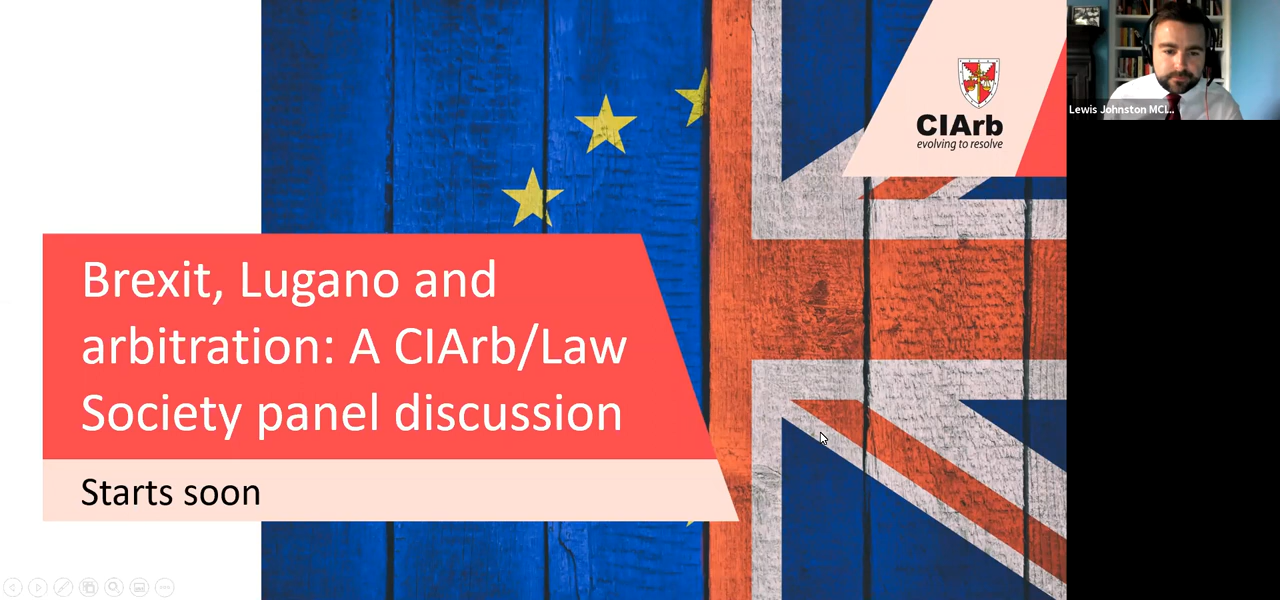 CIArb
evolving to resolve
Lewis Johnston MCI...
Brexit, Lugano and
arbitration: A CIArb/Law
Society panel discussion
Starts soon